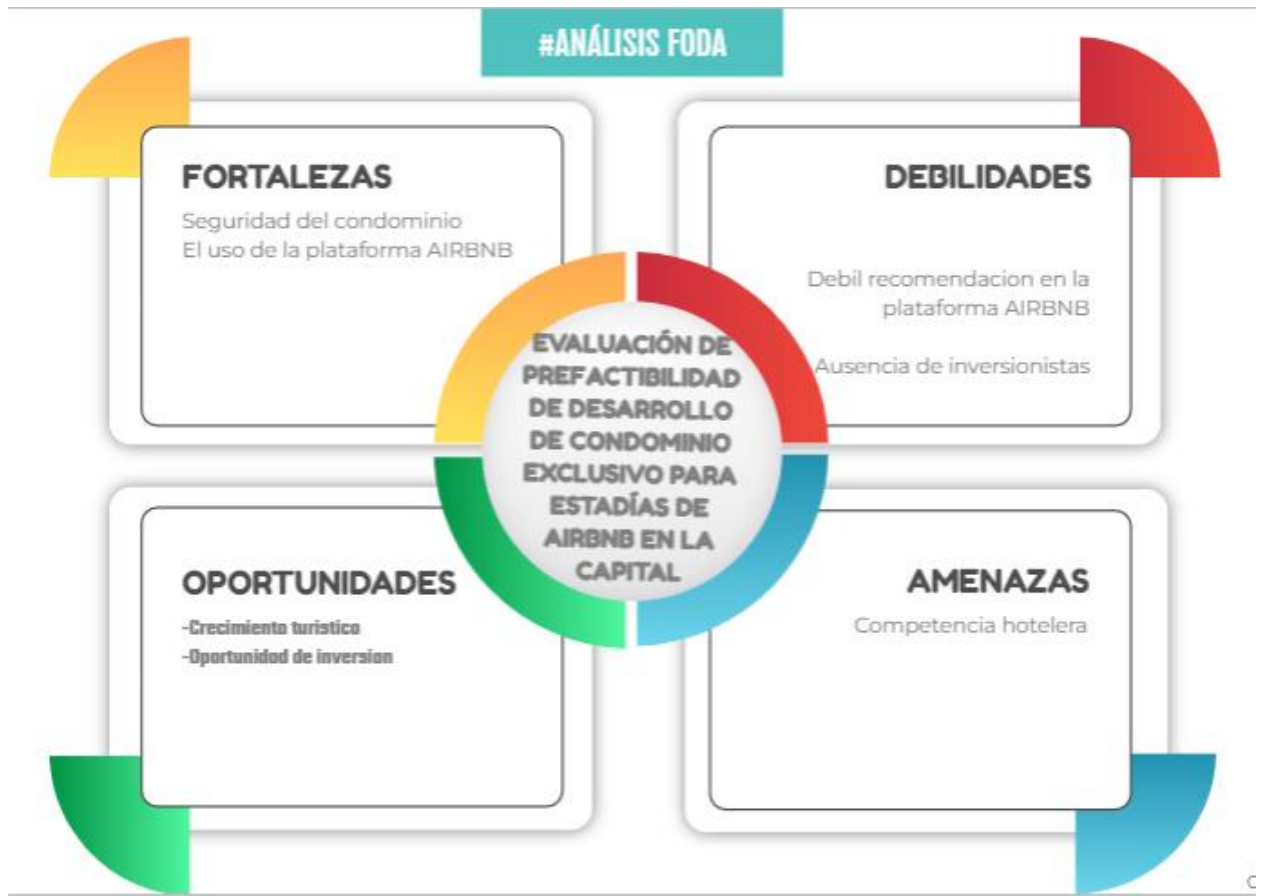 #ANÁLISIS FODA
FORTALEZAS
Seguridad del condominio
El uso de la plataforma AIRBNB
DEBILIDADES
Debil recomendacion en la
plataforma AIRBNB
Ausencia de inversionistas
EVALUACIÓN DE
PREFACTIBILIDAD
DE DESARROLLO
DE CONDOMINIO
EXCLUSIVO PARA
ESTADÍAS DE
AIRBNB EN LA
CAPITAL
OPORTUNIDADES
-Crecimiento turistico
-Oportunidad de inversion
AMENAZAS
Competencia hotelera